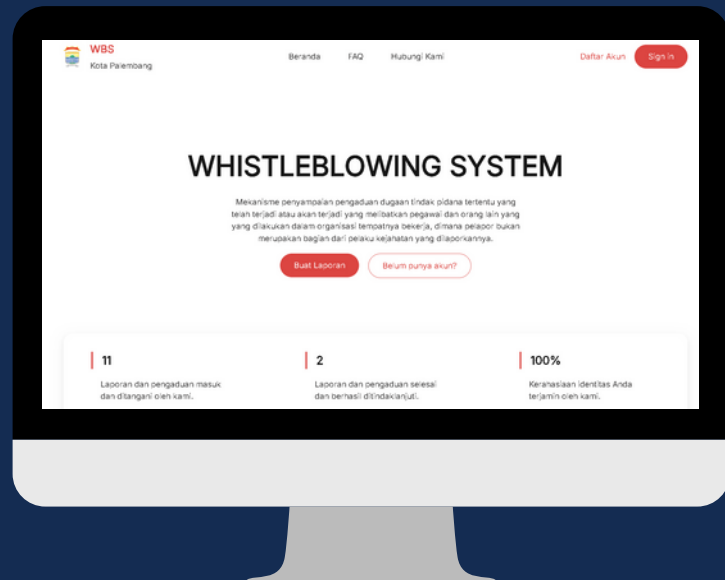 WBS
Kota Palembang
Beranda FAQ Hubungi Kami
Daftar Akun Sign in
WHISTLEBLOWING SYSTEM
Mekanisme penyampaian pengaduan dugaan tindak pidana tertentu yang
telah terjadi atau akan terjadi yang melibatkan pegawai dan orang lain yang
yang dilakukan dalam organisasi tempatnya bekerja, dimana pelapor bukan
merupakan bagian dari pelaku kejahatan yang dilaporkannya.
Buat Laporan Belum punya akun?
11
Laporan dan pengaduan masuk
dan ditangani oleh kami.
2
Laporan dan pengaduan selesai
dan berhasil ditindaklanjuti.
100%
Kerahasiaan identitas Anda
terjamin oleh kami.